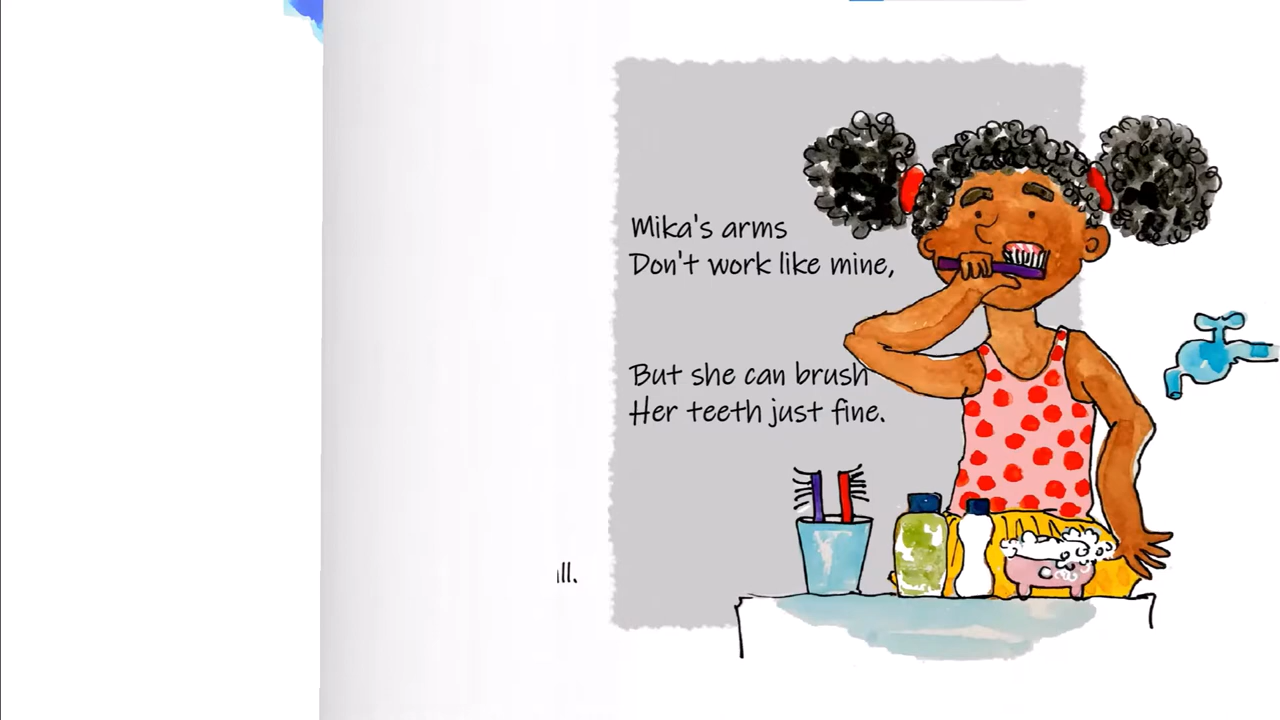 Mika's arms
Don't work like mine,
But she can brush
Her teeth just fine.